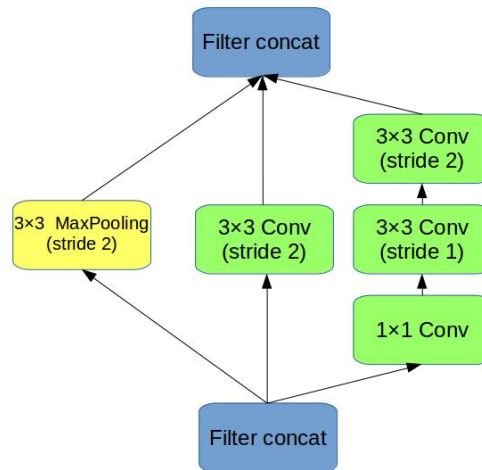 Filter concat
3×3 Conv
(stride 2)
3×3 MaxPooling
(stride 2)
3×3 Conv
(stride 2)
3×3 Conv
(stride 1)
1×1 Conv
Filter concat